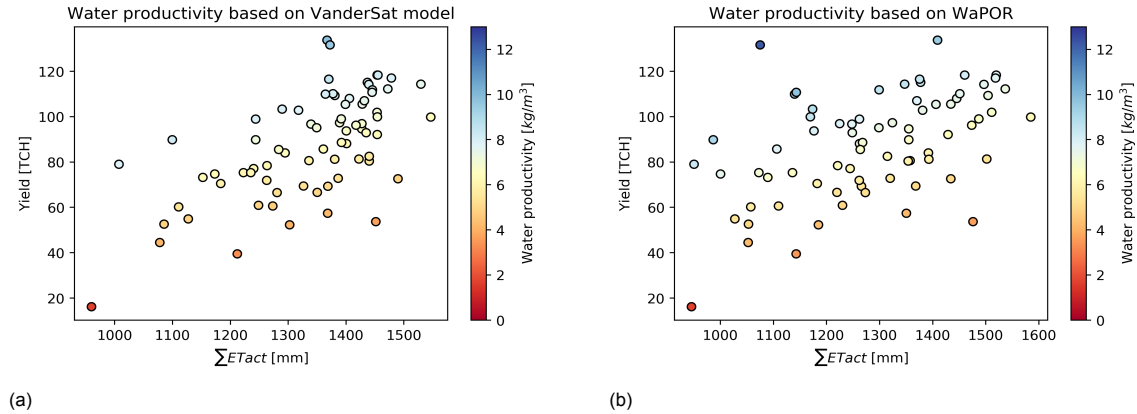 Water productivity based on VanderSat model
Yield [TCH]
120
100
80
60
40
20
1000 1100 1200 1300 1400 1500
∑ETact [mm]
12
10
8
6
4
2
0
Water productivity [kg/m³]
(a)
Water productivity based on WaPOR
Yield [TCH]
120
100
80
60
40
20
1000 1100 1200 1300 1400 1500 1600
∑ETact [mm]
12
10
8
6
4
2
0
Water productivity [kg/m³]
(b)